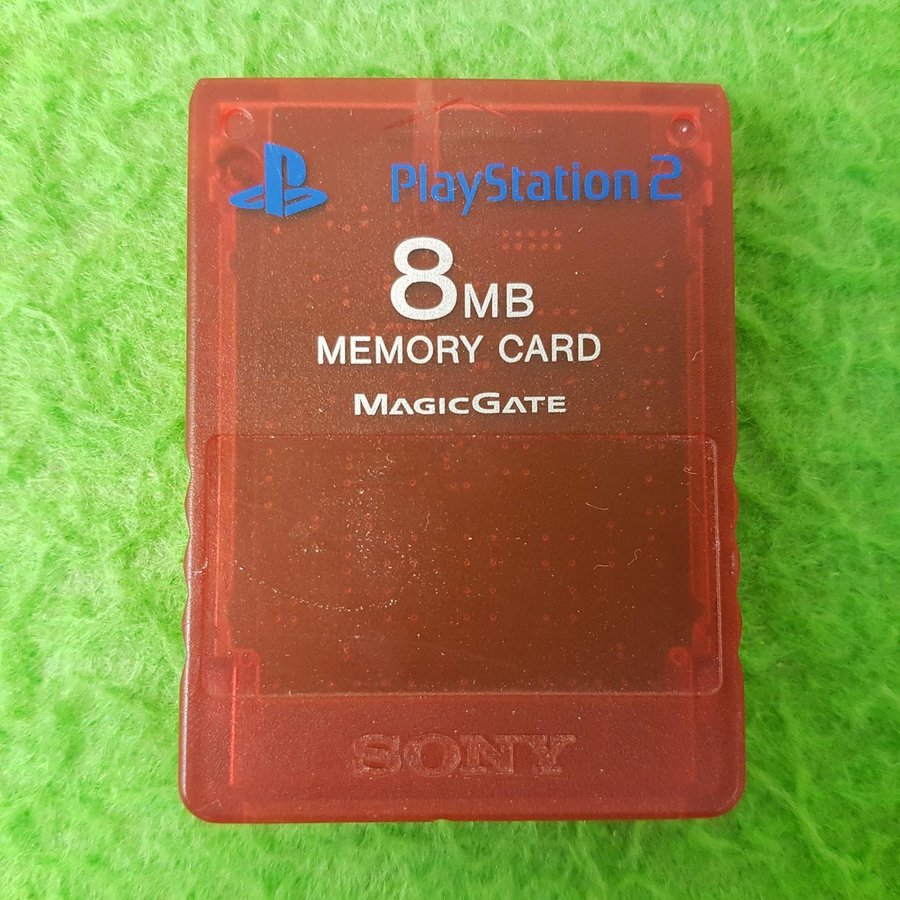 PlayStation 2
8MB
MEMORY CARD
MAGICGATE
SONY